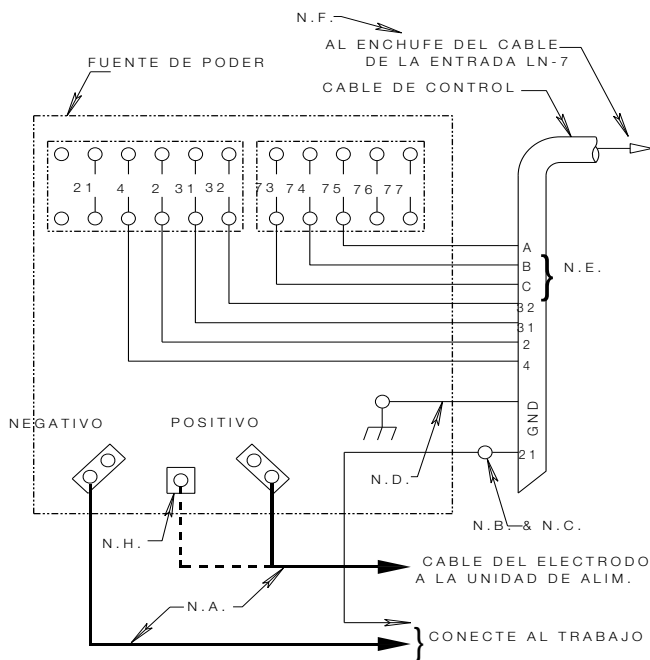 N.F.
AL ENCHUFE DEL CABLE
DE LA ENTRADA LN-7
FUENTE DE PODER
CABLE DE CONTROL
21 4 2 31 32 73 74 75 76 77
A
B
N.E.
C
32
31
2
4
NEGATIVO
POSITIVO
GND
21
N.D.
N.B. & N.C.
N.H.
CABLE DEL ELECTRODO
A LA UNIDAD DE ALIM.
N.A.
CONECTE AL TRABAJO